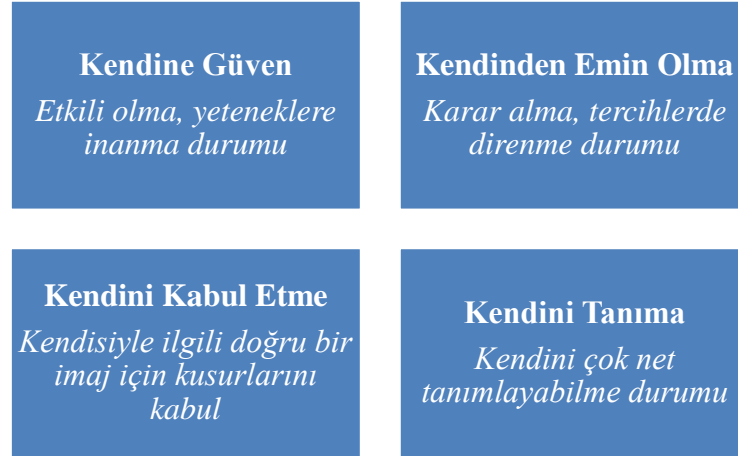 Kendine Güven
Etkili olma, yeteneklere
inanma durumu
Kendinden Emin Olma
Karar alma, tercihlerde
direnme durumu
Kendini Kabul Etme
Kendisiyle ilgili doğru bir
imaj için kusurlarını
kabul
Kendini Tanıma
Kendini çok net
tanımlayabilme durumu